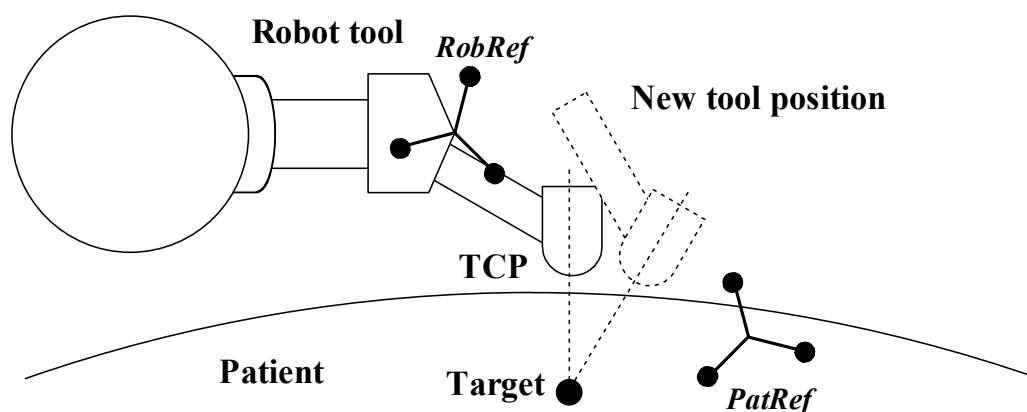 Robot tool
RobRef
New tool position
TCP
Patient
Target
PatRef